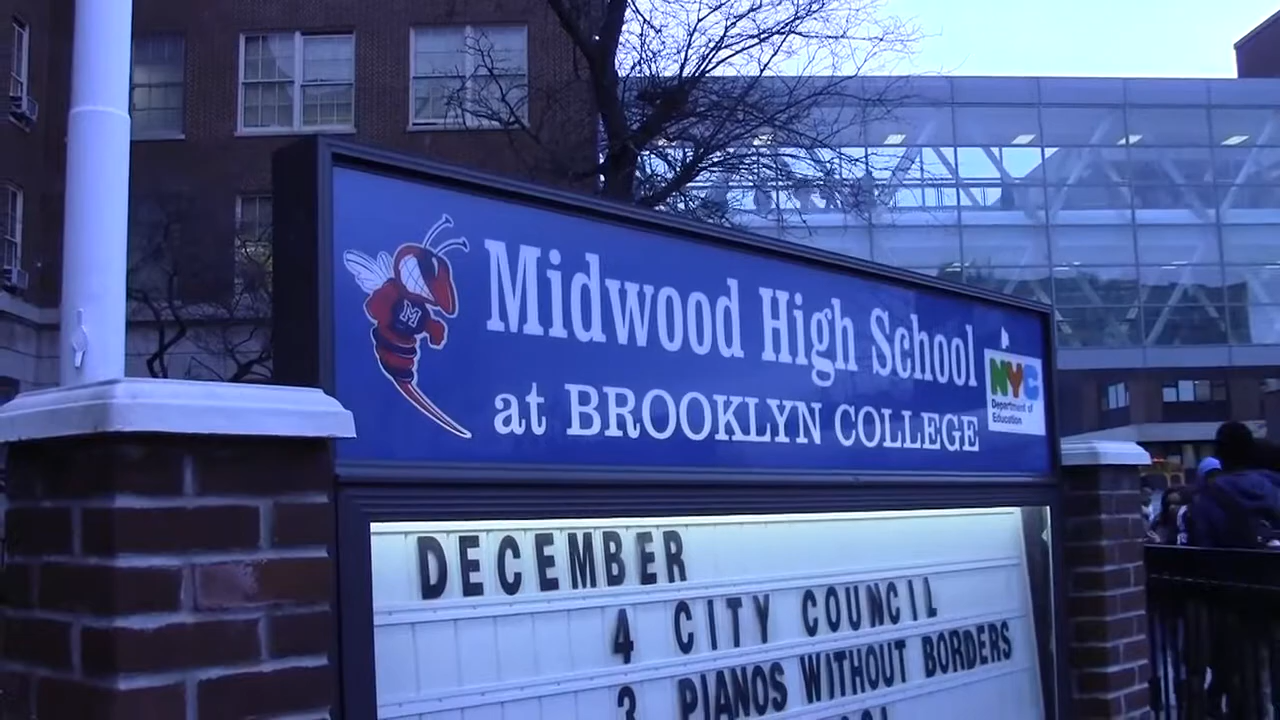 M
Midwood High School
at BROOKLYN COLLEGE
NYC
Department of
Education
DECEMBER
4 CITY COUNCIL
3 PIANOS WITHOUT BORDERS